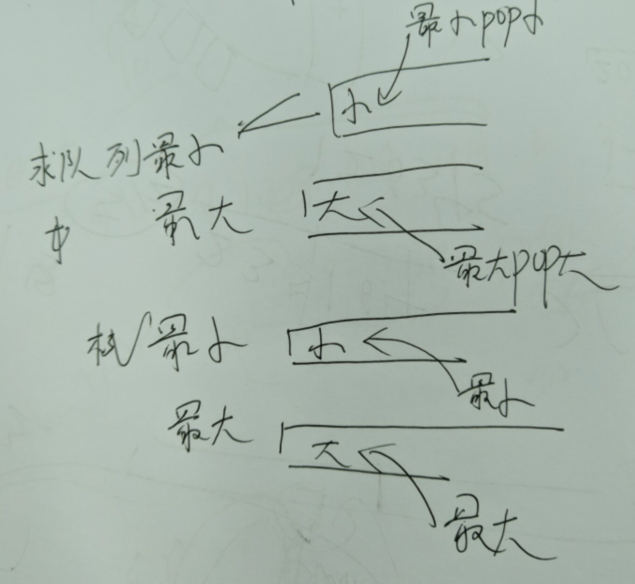 最小pop小
小
求队列最小
中 最大 大
最大pop大
栈 最小 小
最小
最大 大
最大